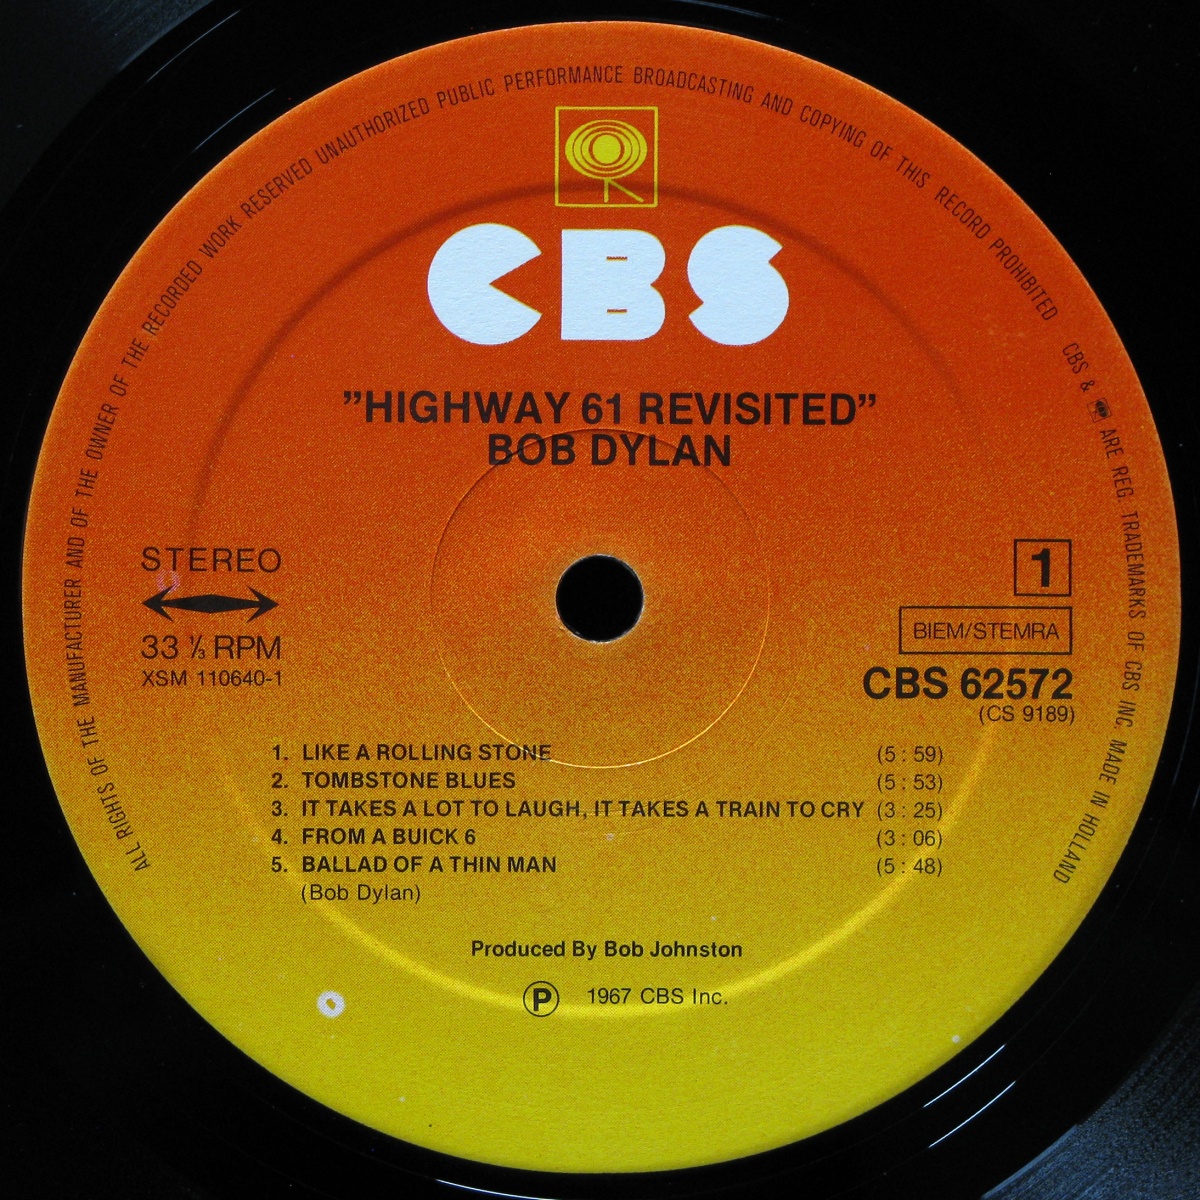 ALL RIGHTS OF THE MANUFACTURER AND OF THE OWNER OF THE RECORDED WORK RESERVED UNAUTHORIZED PUBLIC PERFORMANCE BROADCASTING AND COPYING OF THIS RECORD PROHIBITED
CBS & ARE REG. TRADEMARKS OF CBS INC. MADE IN HOLLAND
CBS
”HIGHWAY 61 REVISITED”
BOB DYLAN
STEREO
33 ⅓ RPM
XSM 110640-1
1
BIEM/STEMRA
CBS 62572
(CS 9189)
1. LIKE A ROLLING STONE (5 : 59)
2. TOMBSTONE BLUES (5 : 53)
3. IT TAKES A LOT TO LAUGH, IT TAKES A TRAIN TO CRY (3 : 25)
4. FROM A BUICK 6 (3 : 06)
5. BALLAD OF A THIN MAN (5 : 48)
(Bob Dylan)
Produced By Bob Johnston
Ⓟ 1967 CBS Inc.